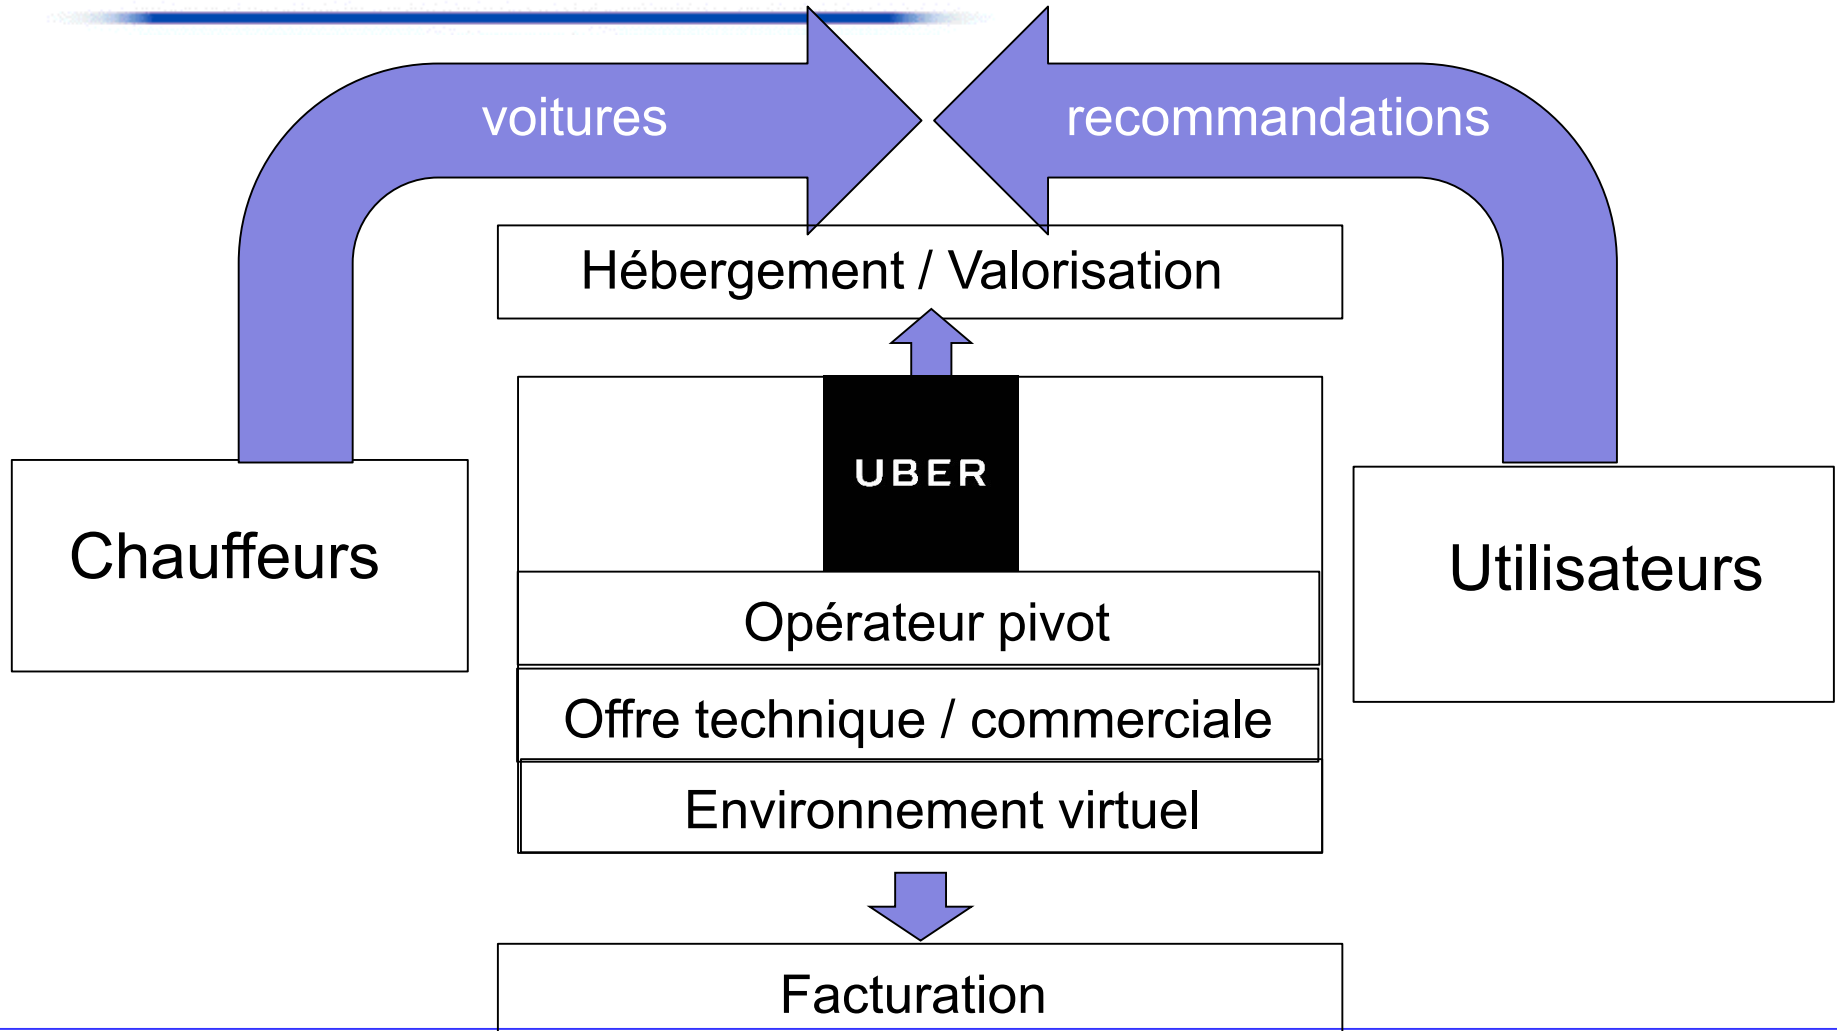 voitures
recommandations
Hébergement / Valorisation
UBER
Chauffeurs
Utilisateurs
Opérateur pivot
Offre technique / commerciale
Environnement virtuel
Facturation